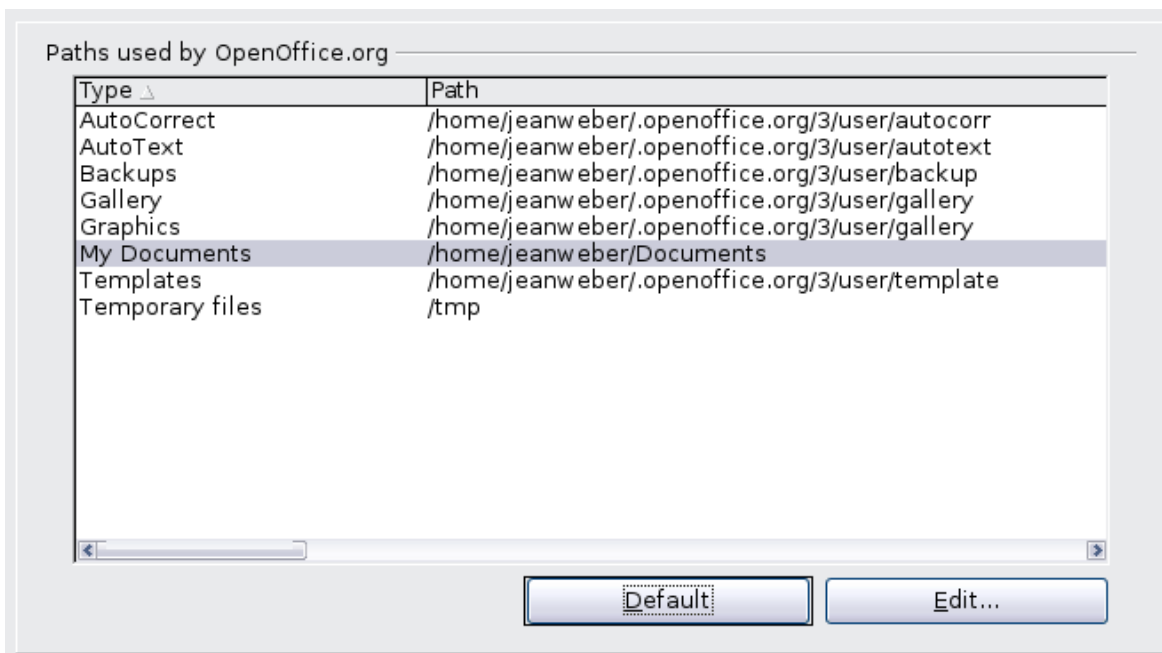 Paths used by OpenOffice.org
Type Path
AutoCorrect /home/jeanweber/.openoffice.org/3/user/autocorr
AutoText /home/jeanweber/.openoffice.org/3/user/autotext
Backups /home/jeanweber/.openoffice.org/3/user/backup
Gallery /home/jeanweber/.openoffice.org/3/user/gallery
Graphics /home/jeanweber/.openoffice.org/3/user/gallery
My Documents /home/jeanweber/Documents
Templates /home/jeanweber/.openoffice.org/3/user/template
Temporary files /tmp
Default Edit...